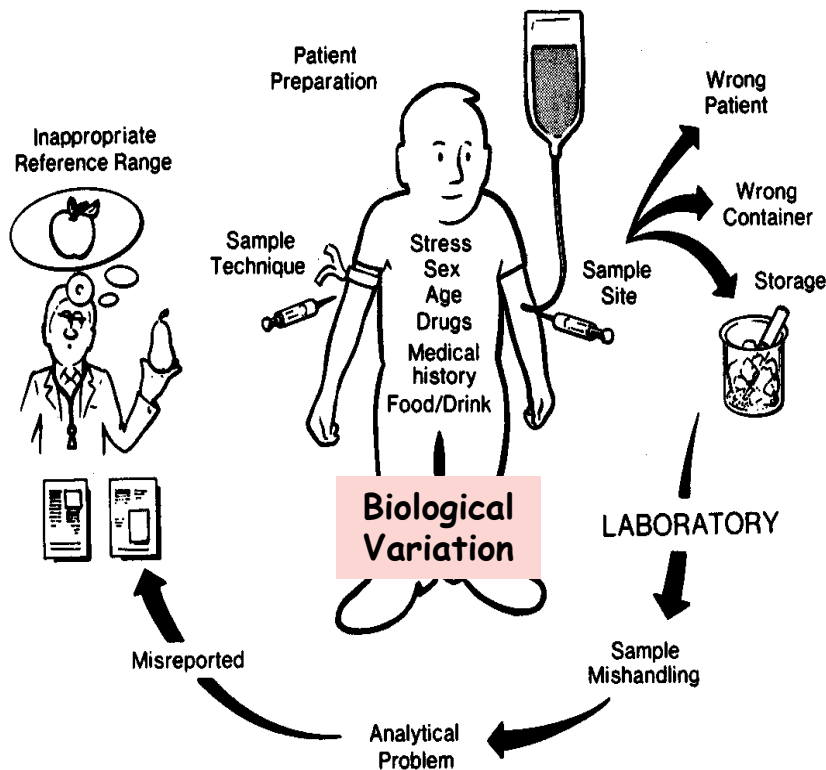 Patient
Preparation
Wrong
Patient
Inappropriate
Reference Range
Wrong
Container
Sample
Technique
Stress
Sex
Age
Drugs
Medical
history
Food/Drink
Sample
Site
Storage
Biological
Variation
LABORATORY
Sample
Mishandling
Misreported
Analytical
Problem